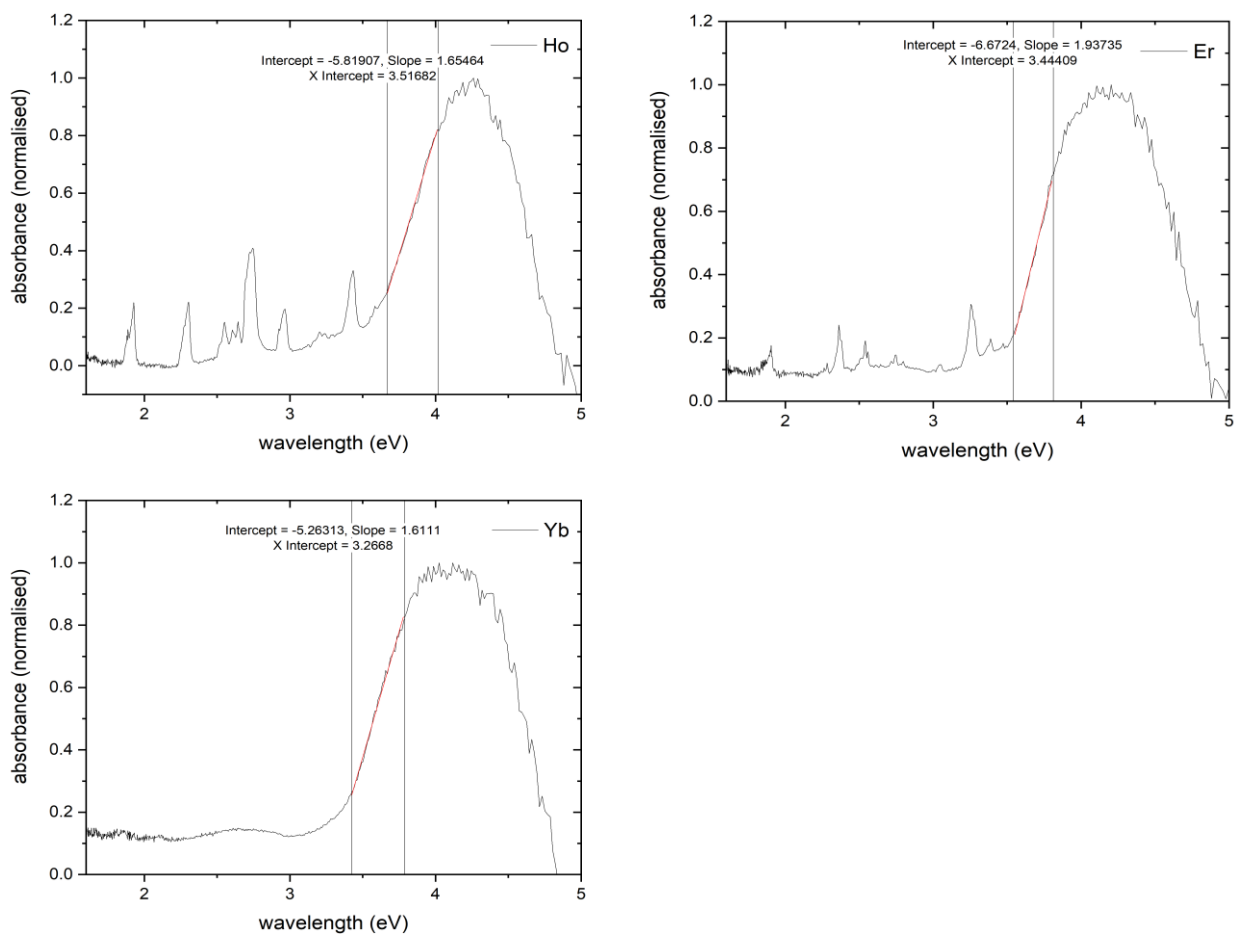 1.2
1.0
0.8
0.6
0.4
0.2
0.0
2
3
4
5
absorbance (normalised)
wavelength (eV)
Intercept = -5.81907, Slope = 1.65464
X Intercept = 3.51682
Ho
1.2
1.0
0.8
0.6
0.4
0.2
0.0
2
3
4
5
absorbance (normalised)
wavelength (eV)
Intercept = -6.6724, Slope = 1.93735
X Intercept = 3.44409
Er
1.2
1.0
0.8
0.6
0.4
0.2
0.0
2
3
4
5
absorbance (normalised)
wavelength (eV)
Intercept = -5.26313, Slope = 1.6111
X Intercept = 3.2668
Yb